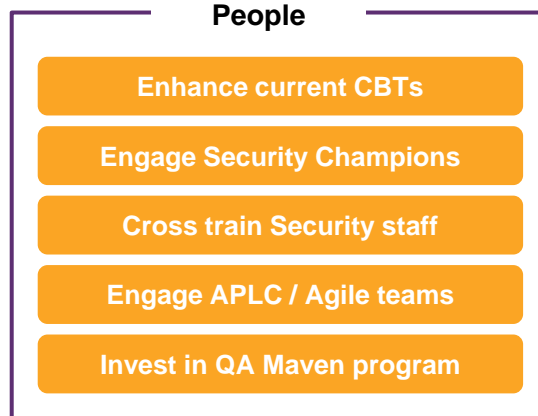 People
Enhance current CBTs
Engage Security Champions
Cross train Security staff
Engage APLC / Agile teams
Invest in QA Maven program